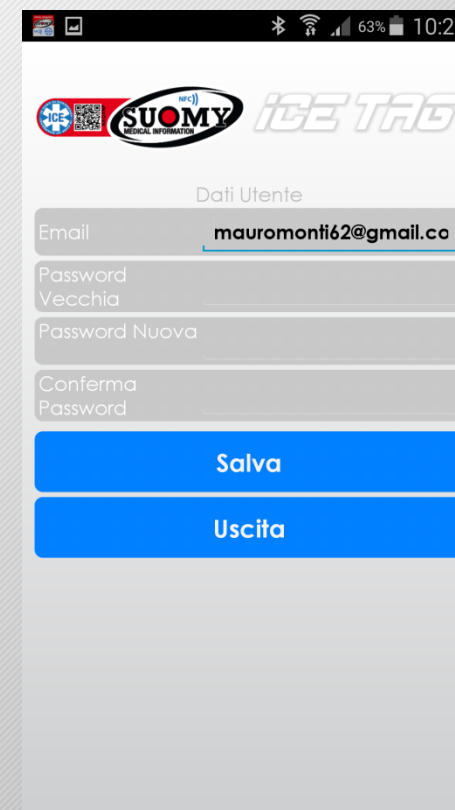 63% 10:2
ICE SUOMY NFC)) ICE TAG
MEDICAL INFORMATION
Dati Utente
Email mauromonti62@gmail.co
Password
Vecchia
Password Nuova
Conferma
Password
Salva
Uscita